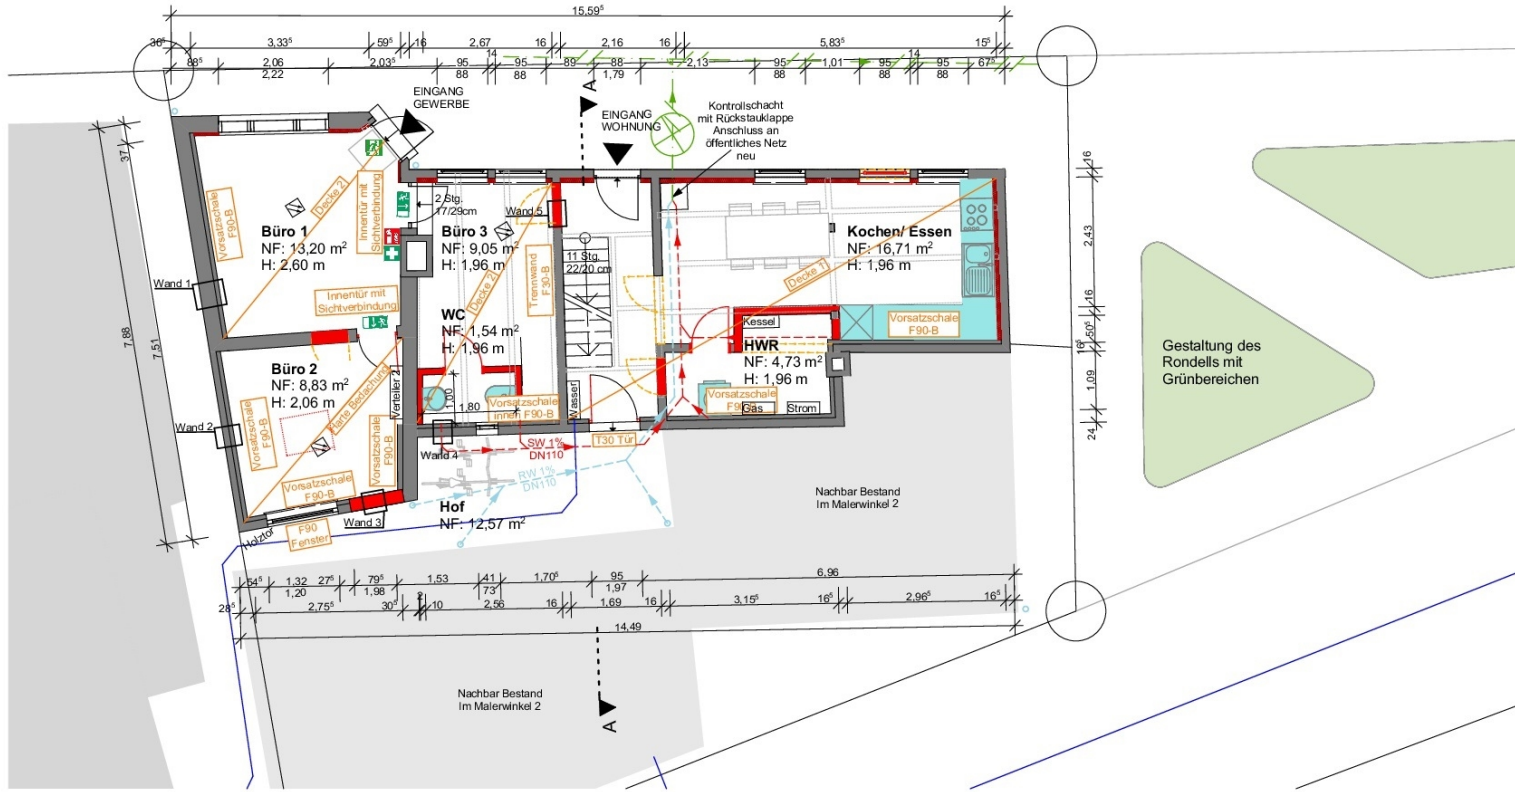 15,59⁵
36⁵
3,33⁵
59⁵
16
2,67
14
16
2,16
16
5,83
14
15⁵
88⁵
2,06
2,22
2,03⁵
95
88
95
88
89
88
1,79
2,13
95
88
1,01
95
88
95
88
67⁵
EINGANG
GEWERBE
EINGANG
WOHNUNG
A
Kontrollschacht
mit Rückstauklappe
Anschluss an
öffentliches Netz
neu
37
7,88
7,51
Vorsatzschale
F90-B
Decke 2
Innentür mit
Sichtverbindung
2 Stg.
17/29cm
Wand 5
Büro 1
NF: 13,20 m²
H: 2,60 m
Büro 3
NF: 9,05 m²
H: 1,96 m
Kochen/ Essen
NF: 16,71 m²
H: 1,96 m
11 Stg.
22/20 cm
Trennwand
F30-B
Decke 2
Decke 1
Wand 1
Innentür mit
Sichtverbindung
WC
NF: 1,54 m²
H: 1,96 m
Kessel
Vorsatzschale
F90-B
HWR
NF: 4,73 m²
H: 1,96 m
Büro 2
NF: 8,83 m²
H: 2,06 m
Harte Bedachung
Verteiler 2
1,00
1,80
Vorsatzschale
innen F90-B
Wasser
Vorsatzschale
Gas
Strom
Vorsatzschale
F90-B
Vorsatzschale
F90-B
Wand 2
Wand 4
SW 1%
DN110
T30 Tür
RW 1%
DN110
Vorsatzschale
F90-B
Wand 3
Holztor
F90
Fenster
Hof
NF: 12,57 m²
Nachbar Bestand
Im Malerwinkel 2
16
2,43
16
50⁵
16⁵
1,09
24
Gestaltung des
Rondells mit
Grünbereichen
54⁵
1,32
1,20
27⁵
79⁵
1,98
1,53
41
73
1,70⁵
95
1,97
6,96
28⁵
2,75⁵
30⁵
2
10
2,56
16
1,69
16
3,15
16⁵
2,96⁵
16⁵
14,49
Nachbar Bestand
Im Malerwinkel 2
A